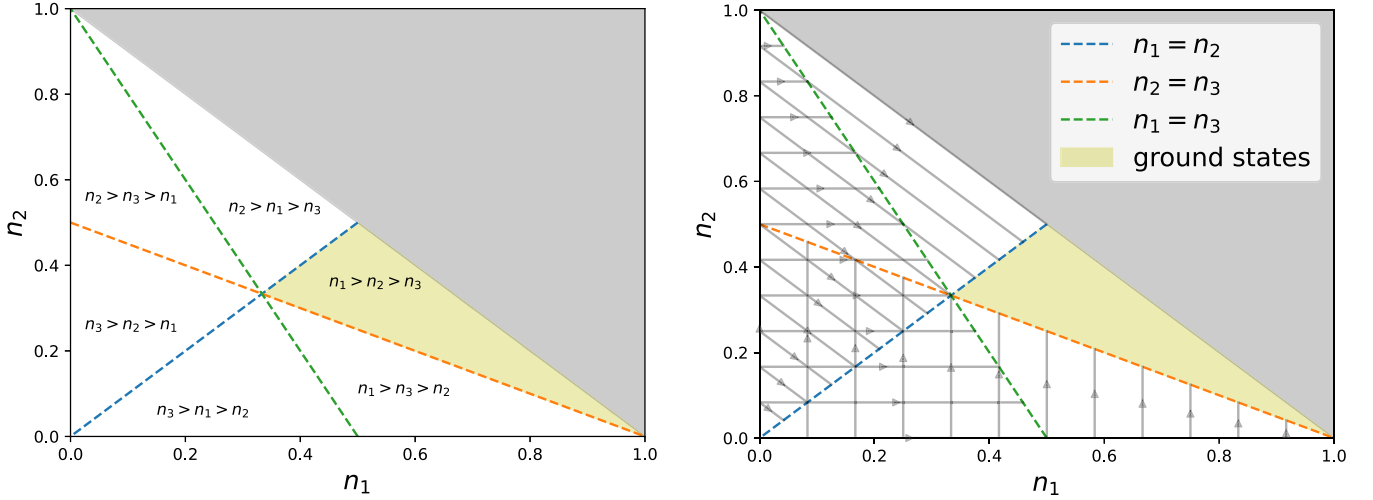 1.0
0.8
0.6
0.4
0.2
0.0
n₂
n₂ > n₃ > n₁
n₂ > n₁ > n₃
n₁ > n₂ > n₃
n₃ > n₂ > n₁
n₁ > n₃ > n₂
n₃ > n₁ > n₂
0.0 0.2 0.4 0.6 0.8 1.0
n₁
1.0
0.8
0.6
0.4
0.2
0.0
n₂
n₁ = n₂
n₂ = n₃
n₁ = n₃
ground states
0.0 0.2 0.4 0.6 0.8 1.0
n₁